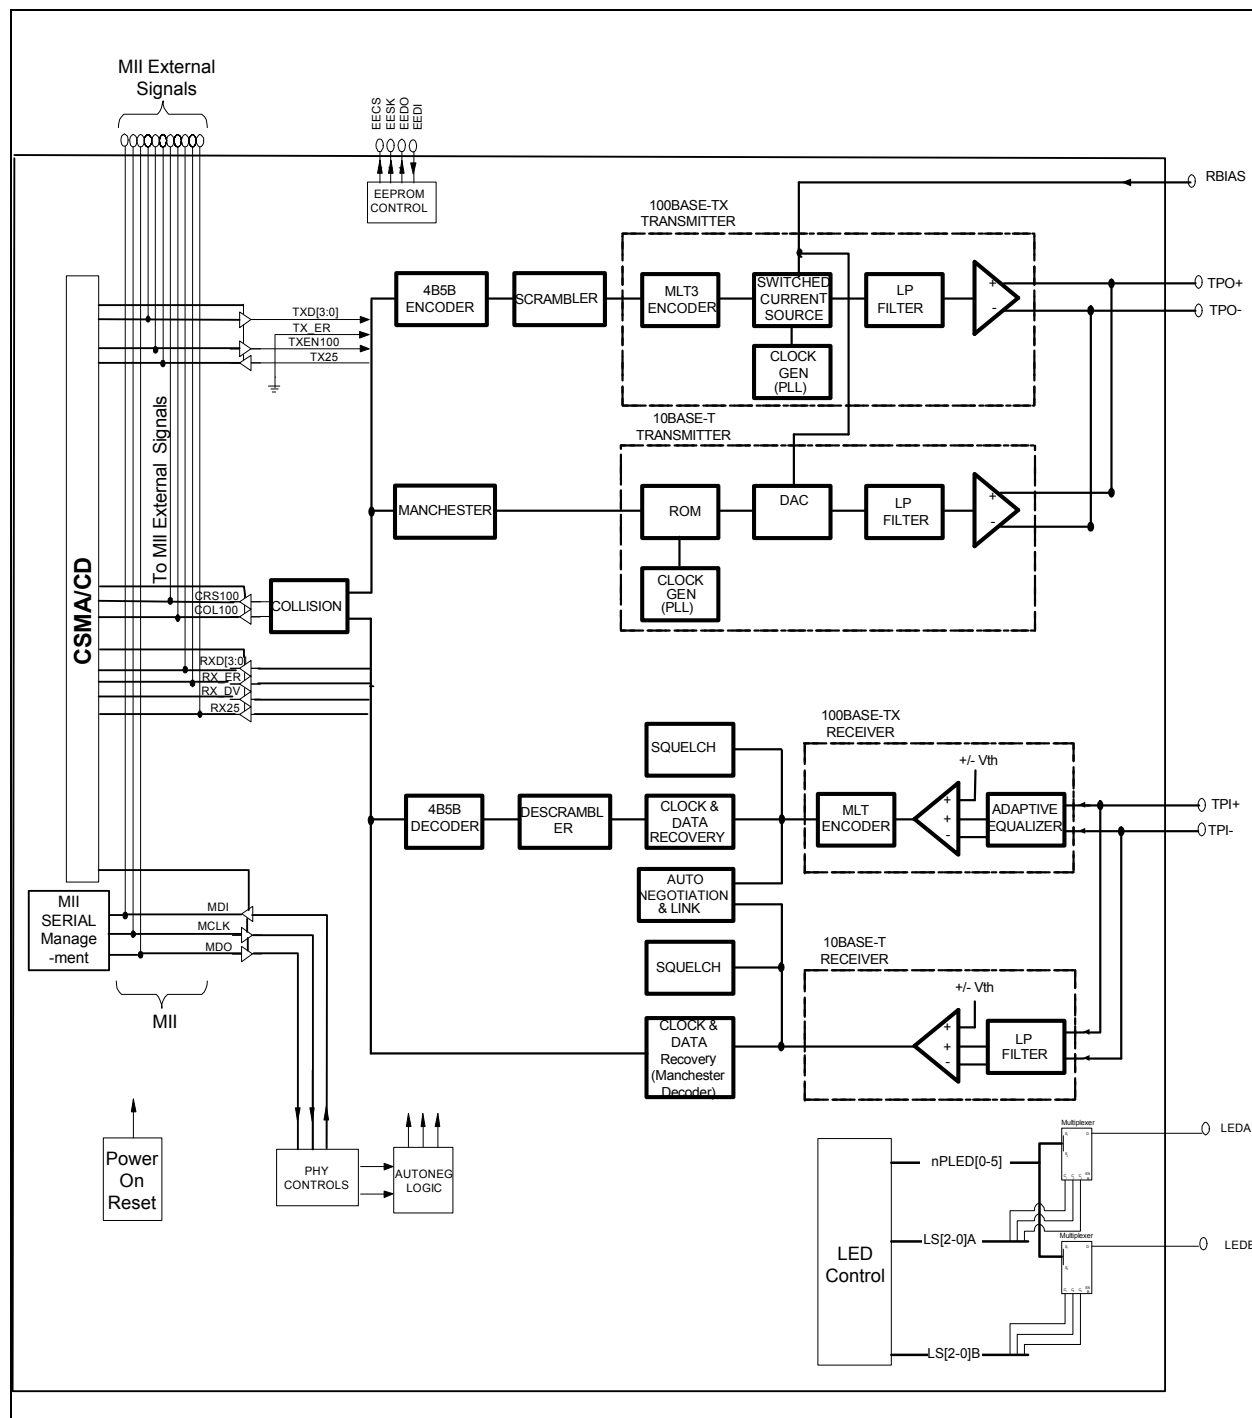 MII External
Signals
EECS
EESK
EEDO
EEDI
EEPROM
CONTROL
RBIAS
100BASE-TX
TRANSMITTER
4B5B
ENCODER
SCRAMBLER
MLT3
ENCODER
SWITCHED
CURRENT
SOURCE
LP
FILTER
+
-
TPO+
TPO-
CLOCK
GEN
(PLL)
TXD[3:0]
TX_ER
TXEN100
TX25
To MII External Signals
10BASE-T
TRANSMITTER
MANCHESTER
ROM
DAC
LP
FILTER
+
-
CLOCK
GEN
(PLL)
CSMA/CD
CRS100
COL100
COLLISION
RXD[3:0]
RX_ER
RX_DV
RX25
100BASE-TX
RECEIVER
SQUELCH
+/- Vth
4B5B
DECODER
DESCRAMBL
ER
CLOCK &
DATA
RECOVERY
MLT
ENCODER
+
+
-
ADAPTIVE
EQUALIZER
TPI+
TPI-
AUTO
NEGOTIATION
& LINK
MII
SERIAL
Manage
-ment
MDI
MCLK
MDO
MII
10BASE-T
RECEIVER
SQUELCH
+/- Vth
CLOCK &
DATA
Recovery
(Manchester
Decoder)
+
+
-
LP
FILTER
Power
On
Reset
PHY
CONTROLS
AUTONEG
LOGIC
LED
Control
nPLED[0-5]
LS[2-0]A
LS[2-0]B
Multiplexer
LEDA
Multiplexer